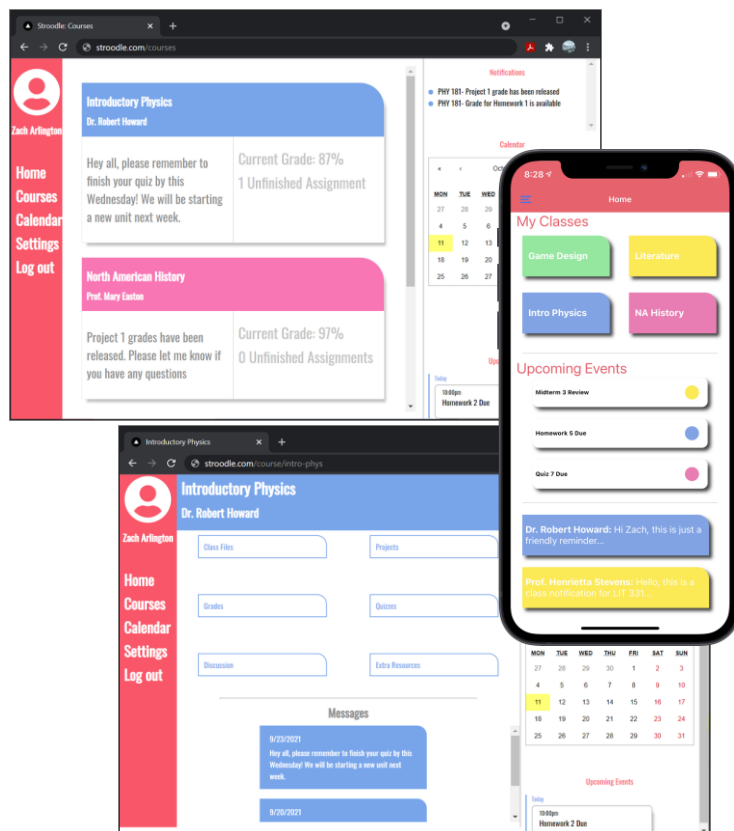 Stroodle: Courses
stroodle.com/courses
Zach Arlington
Home
Courses
Calendar
Settings
Log out
Introductory Physics
Dr. Robert Howard
Hey all, please remember to
finish your quiz by this
Wednesday! We will be starting
a new unit next week.
Current Grade: 87%
1 Unfinished Assignment
North American History
Prof. Mary Easton
Project 1 grades have been
released. Please let me know if
you have any questions
Current Grade: 97%
0 Unfinished Assignments
Notifications
PHY 181- Project 1 grade has been released
PHY 181- Grade for Homework 1 is available
Calendar
« ‹ Oct
MON TUE WED
27 28 29
4 5 6
11 12 13
18 19 20
25 26 27
Up
Today
10:00pm
Homework 2 Due
8:28
Home
My Classes
Game Design
Literature
Intro Physics
NA History
Upcoming Events
Midterm 3 Review
Homework 5 Due
Quiz 7 Due
Dr. Robert Howard: Hi Zach, this is just a
friendly reminder...
Prof. Henrietta Stevens: Hello, this is a
class notification for LIT 331...
Introductory Physics
stroodle.com/course/intro-phys
Zach Arlington
Home
Courses
Calendar
Settings
Log out
Introductory Physics
Dr. Robert Howard
Class Files
Projects
Grades
Quizzes
Discussion
Extra Resources
Messages
9/23/2021
Hey all, please remember to finish your quiz by this
Wednesday! We will be starting a new unit next
week.
9/20/2021
MON TUE WED THU FRI SAT SUN
27 28 29 30 1 2 3
4 5 6 7 8 9 10
11 12 13 14 15 16 17
18 19 20 21 22 23 24
25 26 27 28 29 30 31
Upcoming Events
Today
10:00pm
Homework 2 Due